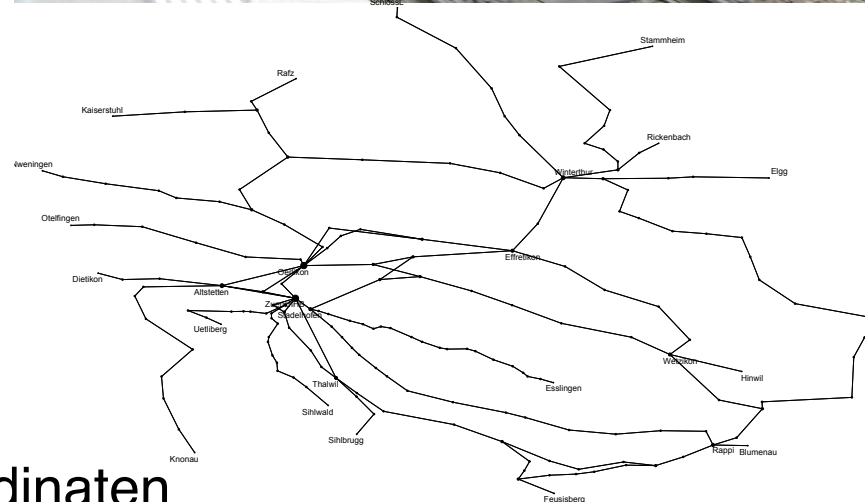 Stammheim
Rafz
Kaiserstuhl
Rickenbach
Winterthur
Elgg
Otelfingen
Effretikon
Oerlikon
Dietikon
Altstetten
Stadelhofen
Uetliberg
Wetzikon
Hinwil
Thalwil
Esslingen
Sihlwald
Sihlbrugg
Rappi
Blumenau
Knonau
dinaten
Feusisberg